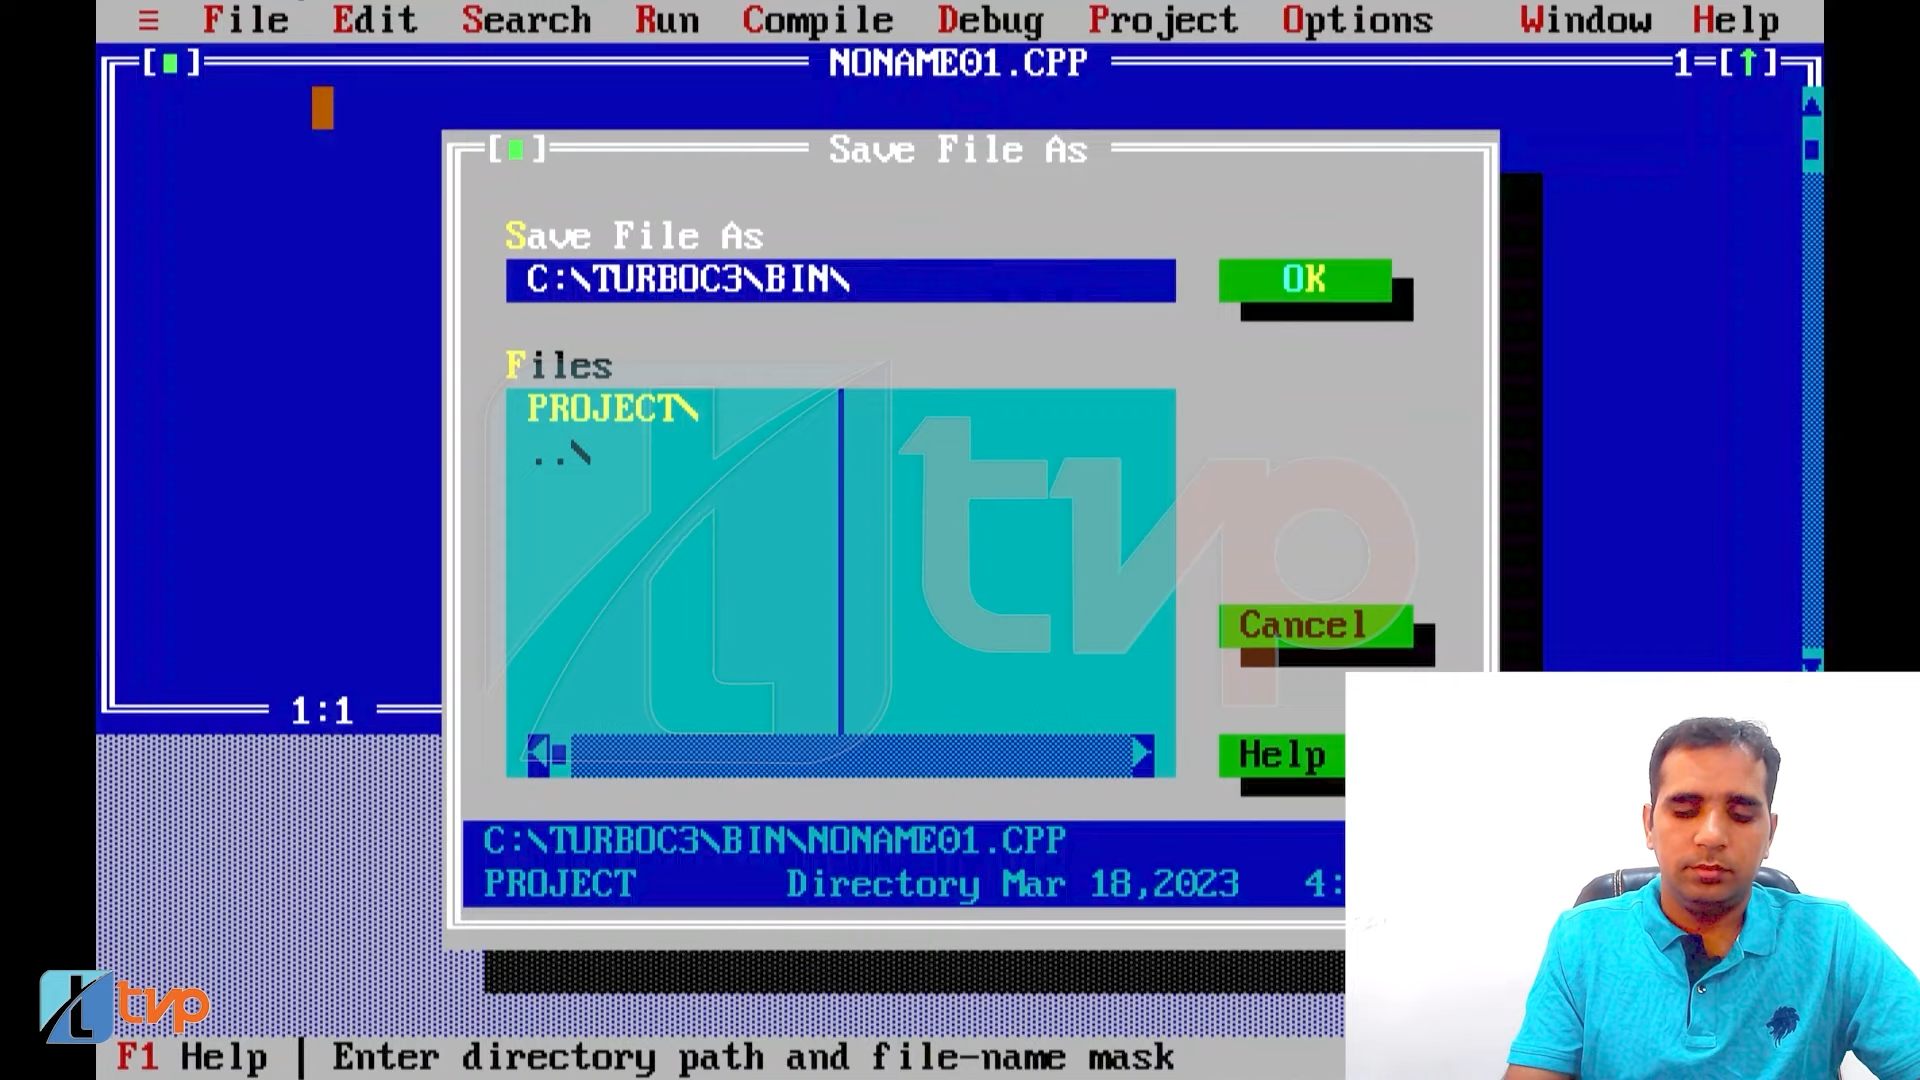 ≡ File Edit Search Run Compile Debug Project Options Window Help
[■] NONAME01.CPP 1=[↑]
[■] Save File As
Save File As
C:\TURBOC3\BIN\ OK
Files
PROJECT\
..\
tvp
Cancel
1:1
Help
C:\TURBOC3\BIN\NONAME01.CPP
PROJECT Directory Mar 18,2023 4:
tvp
F1 Help | Enter directory path and file-name mask